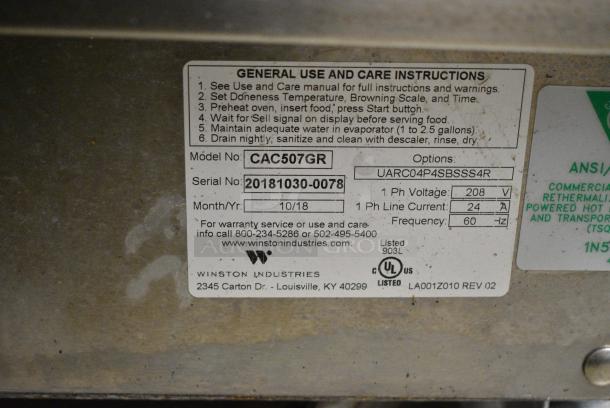 GENERAL USE AND CARE INSTRUCTIONS
1. See Use and Care manual for full instructions and warnings.
2. Set Doneness Temperature, Browning Scale, and Time.
3. Preheat oven, insert food, press Start button.
4. Wait for Sell signal on display before serving food.
5. Maintain adequate water in evaporator (1 to 2.5 gallons).
6. Drain nightly, sanitize and clean with descaler, rinse, dry.
Model No: CAC507GR
Options:
UARC04P4SBSSS4R
Serial No: 20181030-0078
1 Ph Voltage: 208 V
Month/Yr 10/18
1 Ph Line Current: 24 A
Frequency: 60 Hz
For warranty service or use and care
info call 800-234-5286 or 502-495-5400
www.winstonindustries.com
Listed
903L
WINSTON INDUSTRIES
C UL US
LISTED
2345 Carton Dr. - Louisville, KY 40299
LA001Z010 REV 02
ANSI/
COMMERCIA
RETHERMALI
POWERED HOT
AND TRANSPOR
(TSQ
1N5